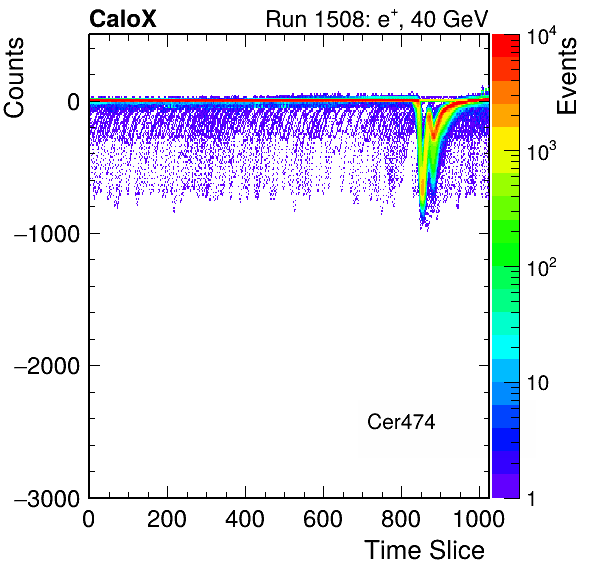 CaloX Run 1508: e⁺, 40 GeV
Counts
Events
0
−1000
−2000
−3000
0 200 400 600 800 1000
Time Slice
Cer474
10⁴
10³
10²
10
1